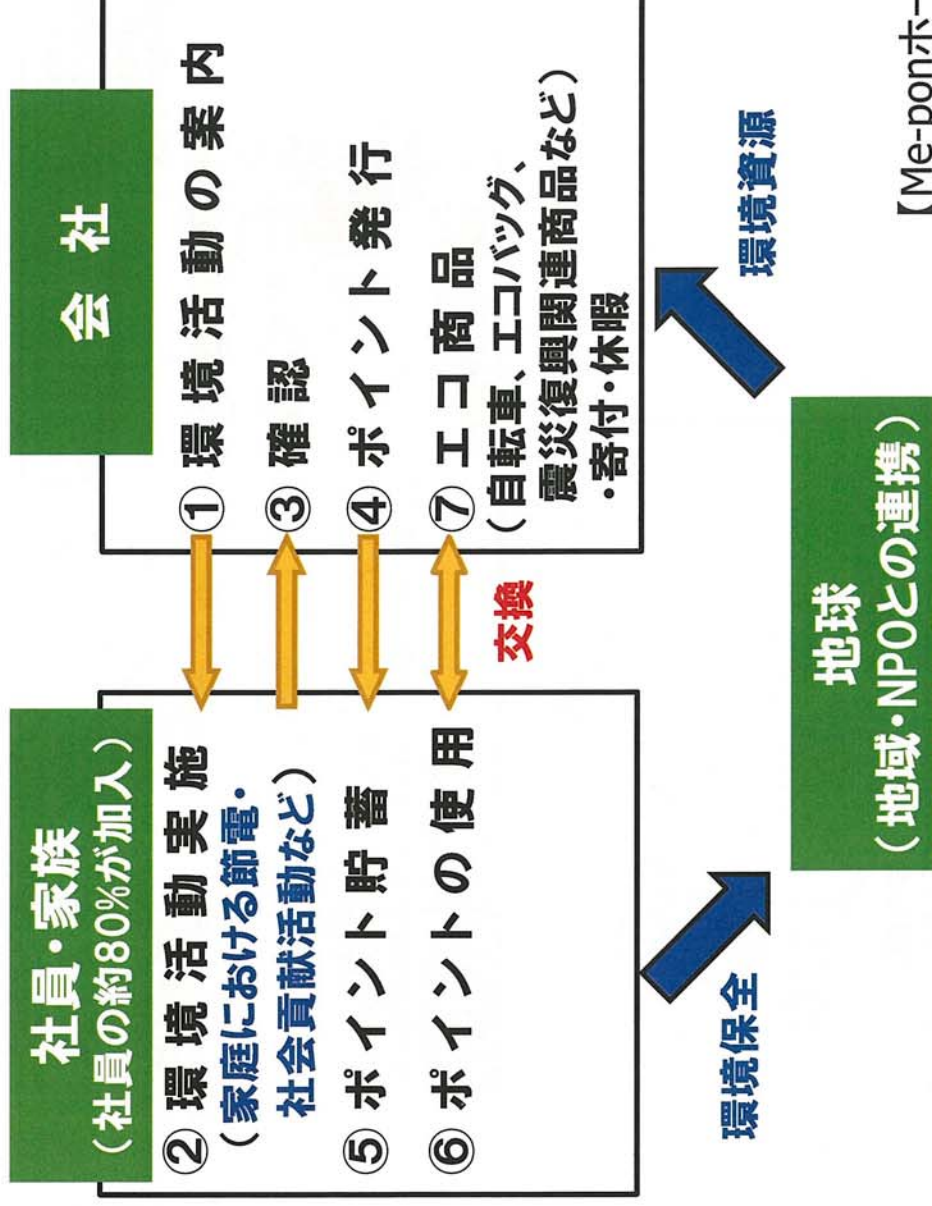 社員・家族
（社員の約80%が加入）
②環境活動実施
（家庭における節電・
社会貢献活動など）
⑤ポイント貯蓄
⑥ポイントの使用
交換
会社
①環境活動の案内
③確認
④ポイント発行
⑦エコ商品
（自転車、エコバッグ、
震災復興関連商品など）
・寄付・休暇
環境保全
環境資源
地球
（地域・NPOとの連携）
【Me-ponホー